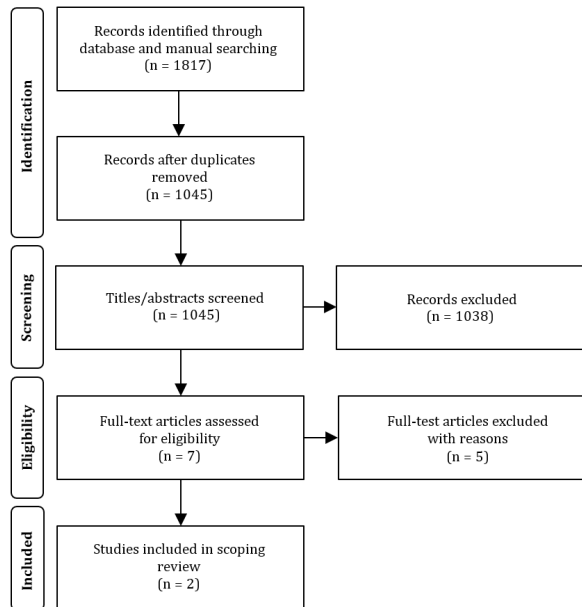 Identification
Records identified through
database and manual searching
(n = 1817)
Records after duplicates
removed
(n = 1045)
Screening
Titles/abstracts screened
(n = 1045)
Records excluded
(n = 1038)
Eligibility
Full-text articles assessed
for eligibility
(n = 7)
Full-test articles excluded
with reasons
(n = 5)
Included
Studies included in scoping
review
(n = 2)